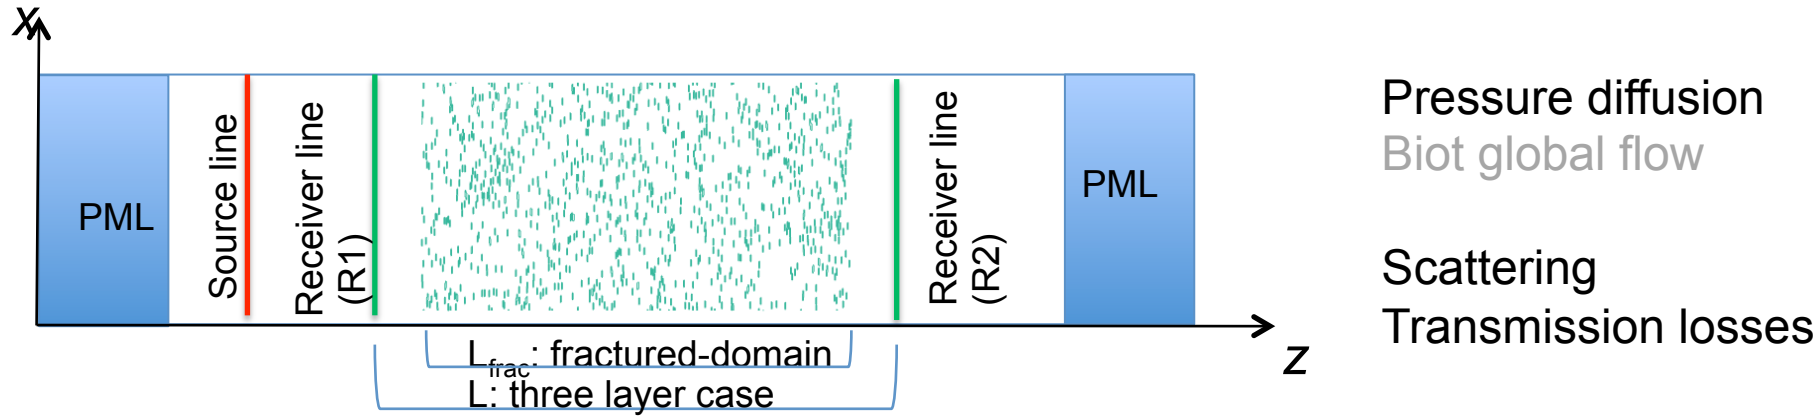 x
PML
Source line
Receiver line
(R1)
Receiver line
(R2)
PML
z
L_frac: fractured-domain
L: three layer case
Pressure diffusion
Biot global flow
Scattering
Transmission losses